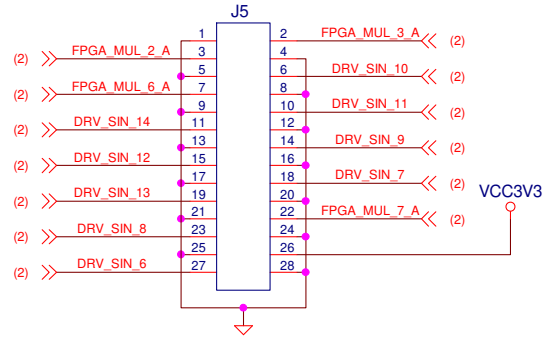 J5
1 2 FPGA_MUL_3_A (2)
(2) FPGA_MUL_2_A 3 4
5 6 DRV_SIN_10 (2)
(2) FPGA_MUL_6_A 7 8
9 10 DRV_SIN_11 (2)
(2) DRV_SIN_14 11 12
13 14 DRV_SIN_9 (2)
(2) DRV_SIN_12 15 16
17 18 DRV_SIN_7 (2)
VCC3V3
(2) DRV_SIN_13 19 20
21 22 FPGA_MUL_7_A (2)
(2) DRV_SIN_8 23 24
25 26
(2) DRV_SIN_6 27 28